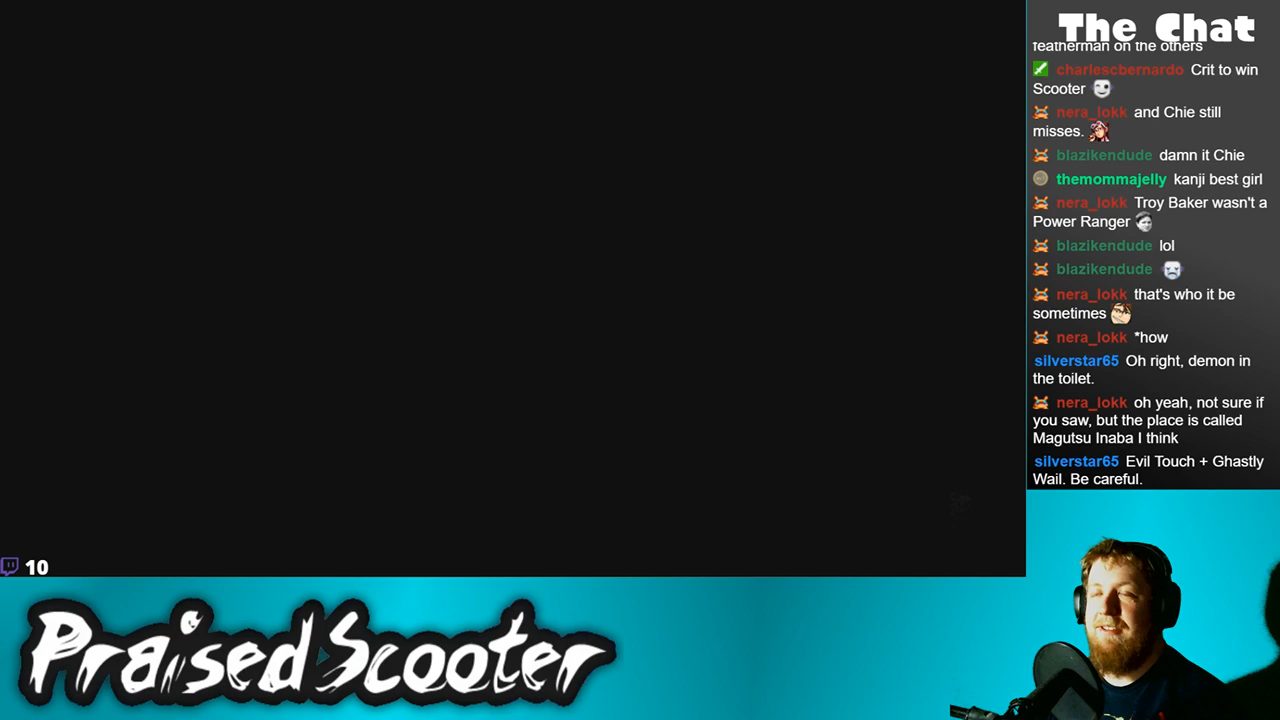 The Chat
featherman on the others
charlescbernardo Crit to win
Scooter
nera_lokk and Chie still
misses.
blazikendude damn it Chie
themommajelly kanji best girl
nera_lokk Troy Baker wasn't a
Power Ranger
blazikendude lol
blazikendude
nera_lokk that's who it be
sometimes
nera_lokk *how
silverstar65 Oh right, demon in
the toilet.
nera_lokk oh yeah, not sure if
you saw, but the place is called
Magutsu Inaba I think
silverstar65 Evil Touch + Ghastly
Wail. Be careful.
10
PraisedScooter